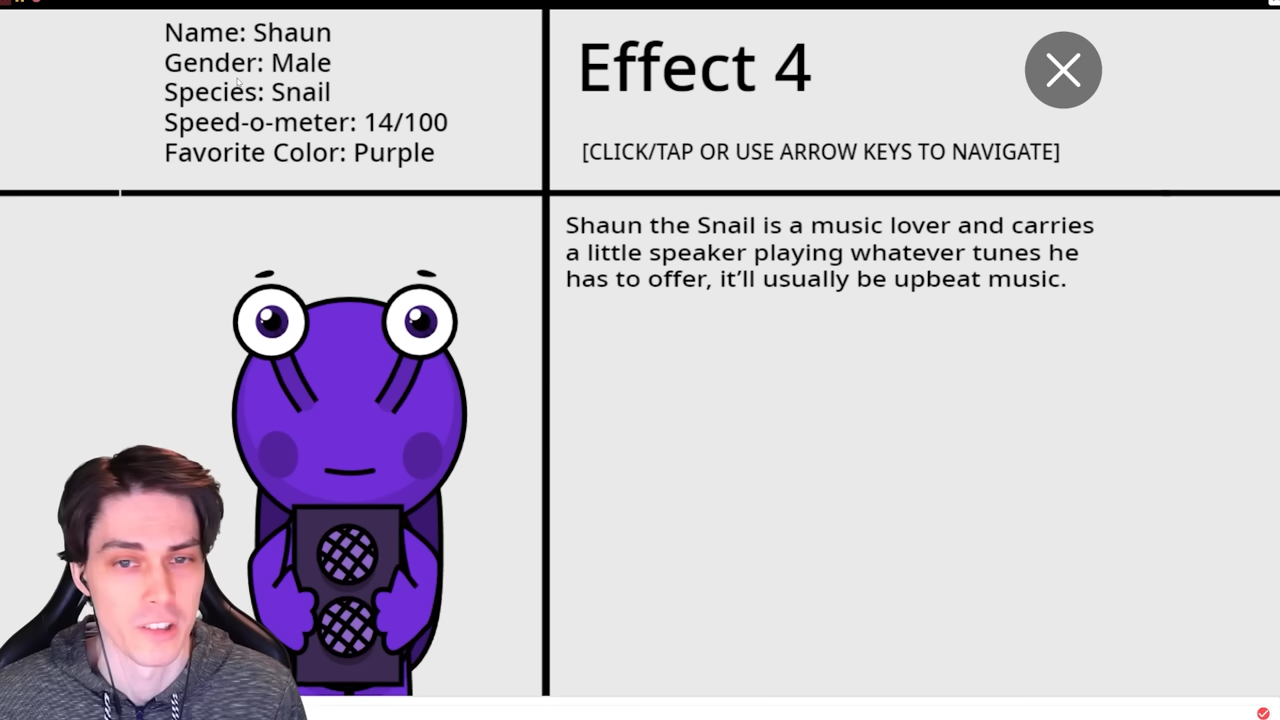 Name: Shaun
Gender: Male
Species: Snail
Speed-o-meter: 14/100
Favorite Color: Purple
Effect 4
[CLICK/TAP OR USE ARROW KEYS TO NAVIGATE]
Shaun the Snail is a music lover and carries
a little speaker playing whatever tunes he
has to offer, it’ll usually be upbeat music.